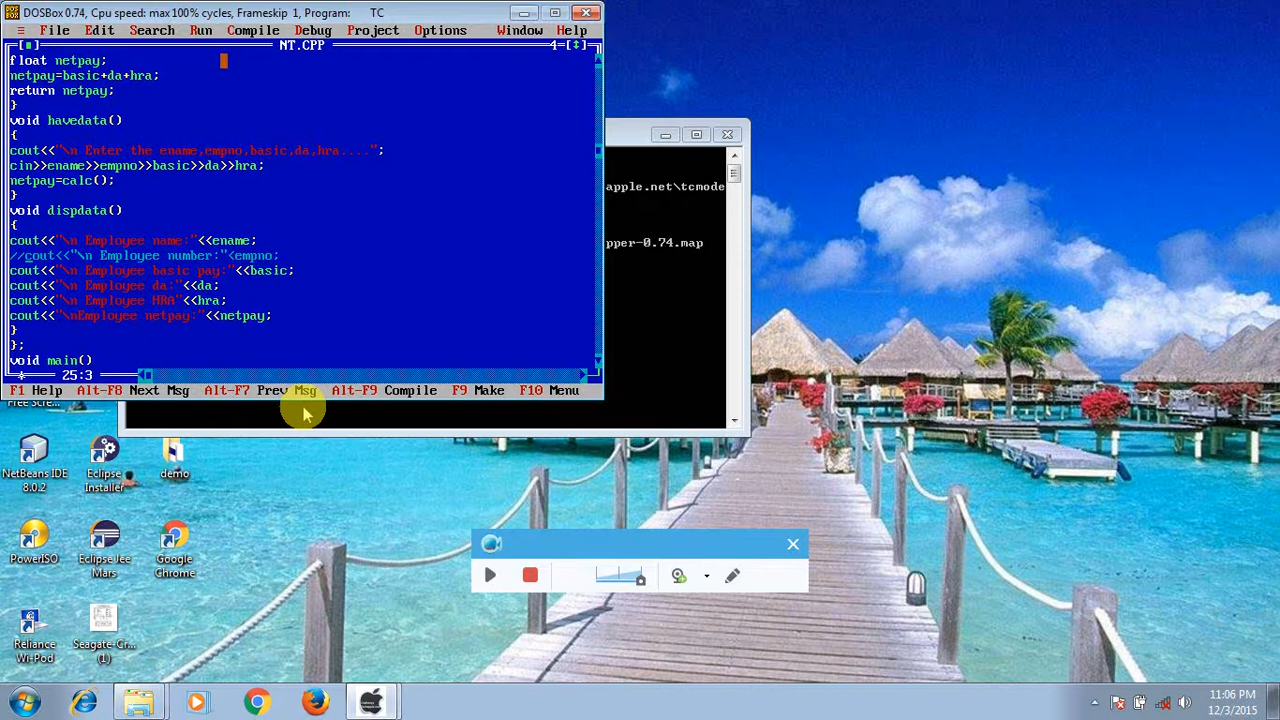 DOSBox 0.74, Cpu speed: max 100% cycles, Frameskip 1, Program: TC
≡ File Edit Search Run Compile Debug Project Options Window Help
NT.CPP 4=[↕]
float netpay;
netpay=basic+da+hra;
return netpay;
}
void havedata()
{
cout<<"\n Enter the ename,empno,basic,da,hra....";
cin>>ename>>empno>>basic>>da>>hra;
netpay=calc();
}
void dispdata()
{
cout<<"\n Employee name:"<<ename;
//cout<<"\n Employee number:"<empno;
cout<<"\n Employee basic pay:"<<basic;
cout<<"\n Employee da:"<<da;
cout<<"\n Employee HRA"<<hra;
cout<<"\nEmployee netpay:"<<netpay;
}
};
void main()
25:3
F1 Help Alt-F8 Next Msg Alt-F7 Prev Msg Alt-F9 Compile F9 Make F10 Menu
apple.net\tcmode
pper-0.74.map
Free Scre...
NetBeans IDE 8.0.2
Eclipse Installer
demo
PowerISO
Eclipse Jee Mars
Google Chrome
Reliance Wi-Pod
Seagate-Cr... (1)
11:06 PM
12/3/2015